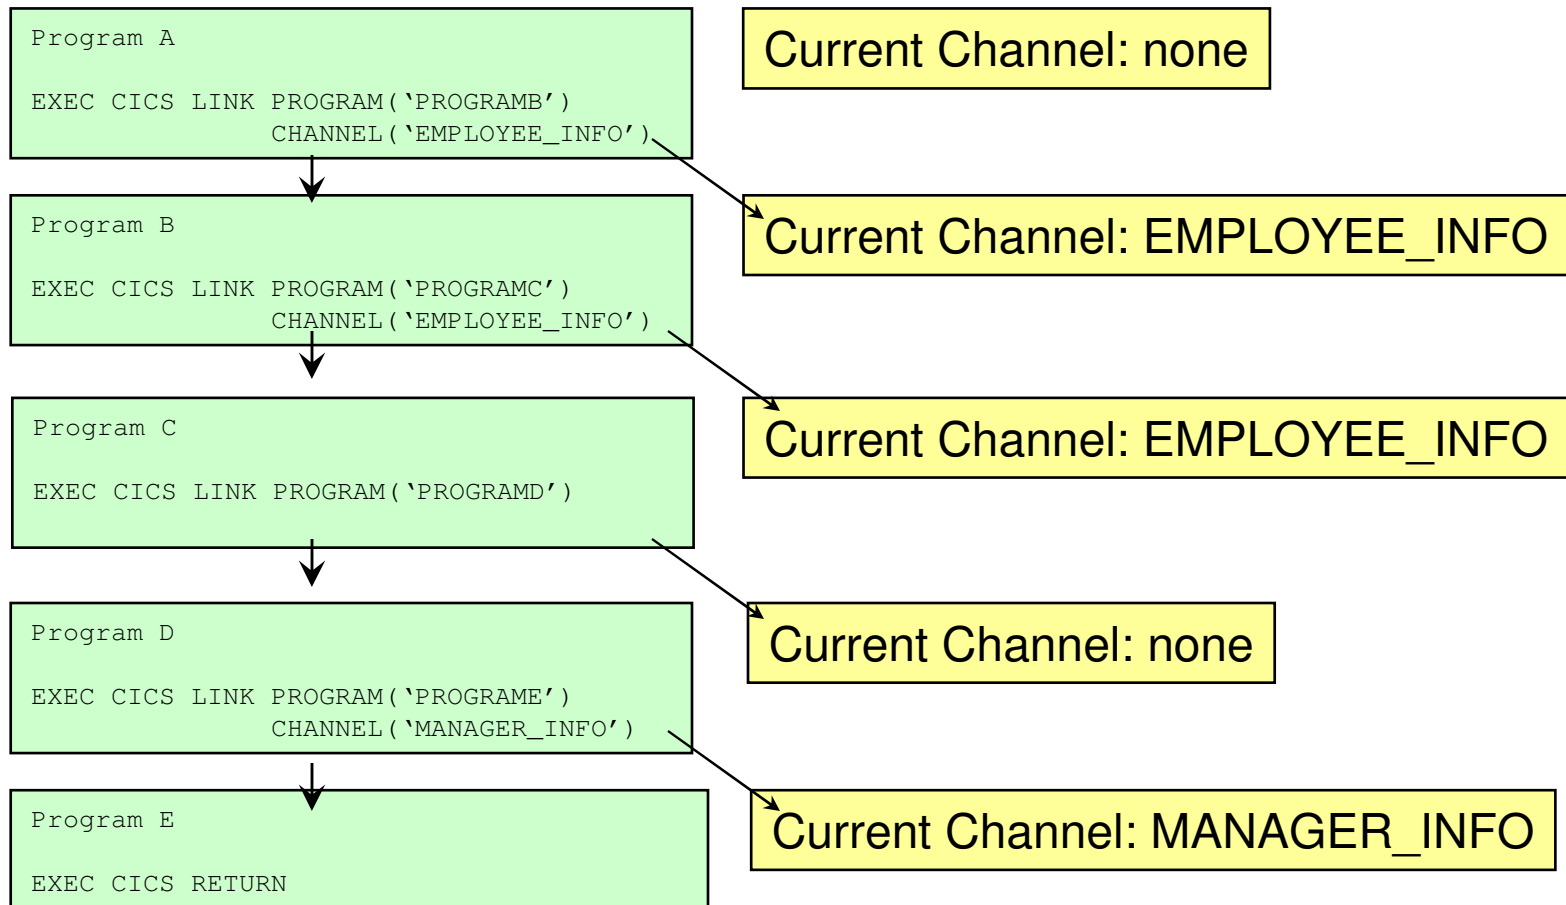 Program A
Current Channel: none
EXEC CICS LINK PROGRAM(‘PROGRAMB’)
CHANNEL(‘EMPLOYEE_INFO’)
Program B
Current Channel: EMPLOYEE_INFO
EXEC CICS LINK PROGRAM(‘PROGRAMC’)
CHANNEL(‘EMPLOYEE_INFO’)
Program C
Current Channel: EMPLOYEE_INFO
EXEC CICS LINK PROGRAM(‘PROGRAMD’)
Program D
Current Channel: none
EXEC CICS LINK PROGRAM(‘PROGRAME’)
CHANNEL(‘MANAGER_INFO’)
Program E
Current Channel: MANAGER_INFO
EXEC CICS RETURN